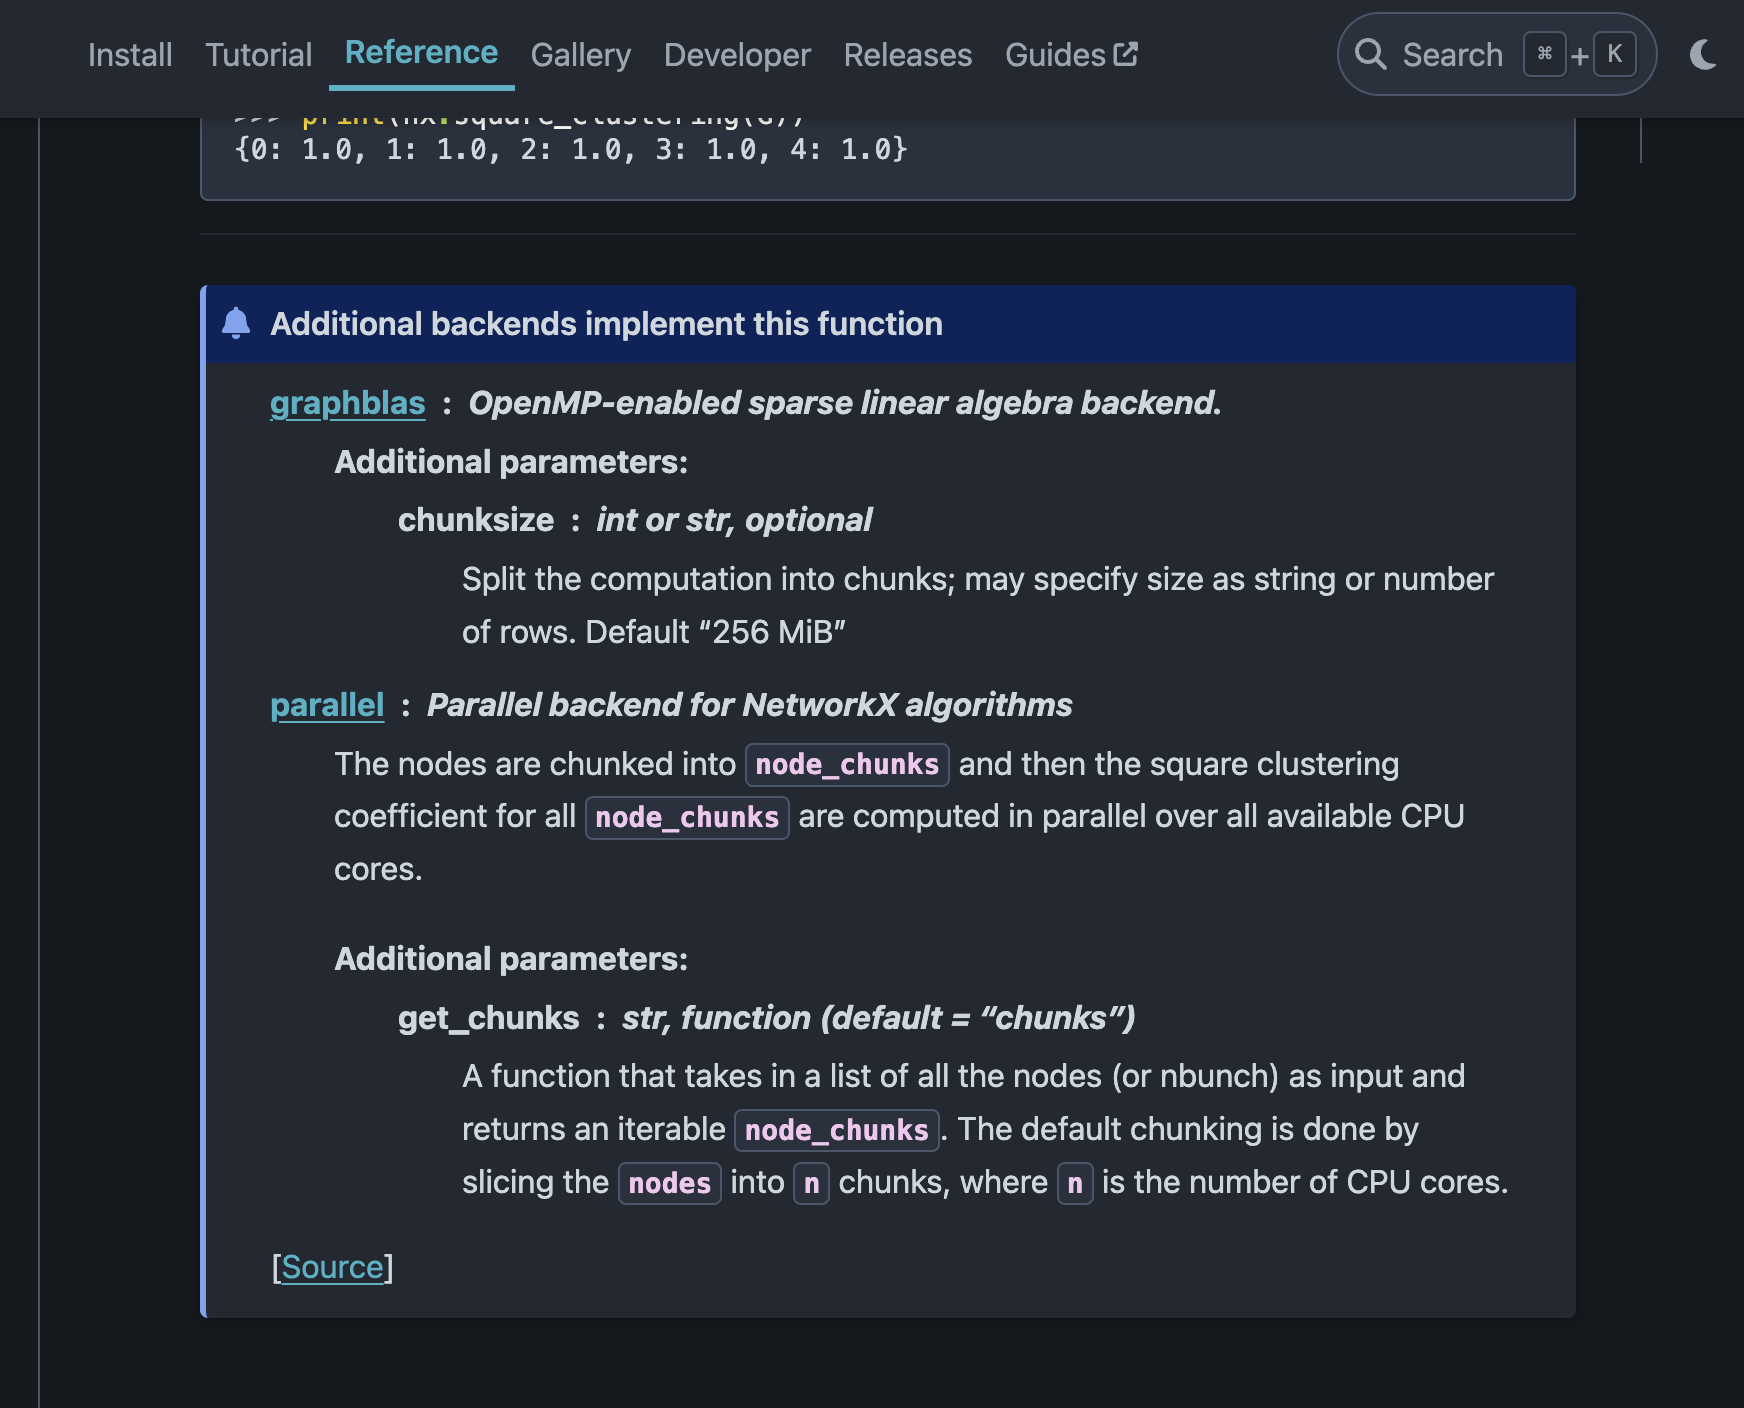 Install Tutorial Reference Gallery Developer Releases Guides Search ⌘ + K
>>> print(nx.square_clustering(G))
{0: 1.0, 1: 1.0, 2: 1.0, 3: 1.0, 4: 1.0}
Additional backends implement this function
graphblas : OpenMP-enabled sparse linear algebra backend.
Additional parameters:
chunksize : int or str, optional
Split the computation into chunks; may specify size as string or number
of rows. Default “256 MiB”
parallel : Parallel backend for NetworkX algorithms
The nodes are chunked into node_chunks and then the square clustering
coefficient for all node_chunks are computed in parallel over all available CPU
cores.
Additional parameters:
get_chunks : str, function (default = “chunks”)
A function that takes in a list of all the nodes (or nbunch) as input and
returns an iterable node_chunks. The default chunking is done by
slicing the nodes into n chunks, where n is the number of CPU cores.
[Source]